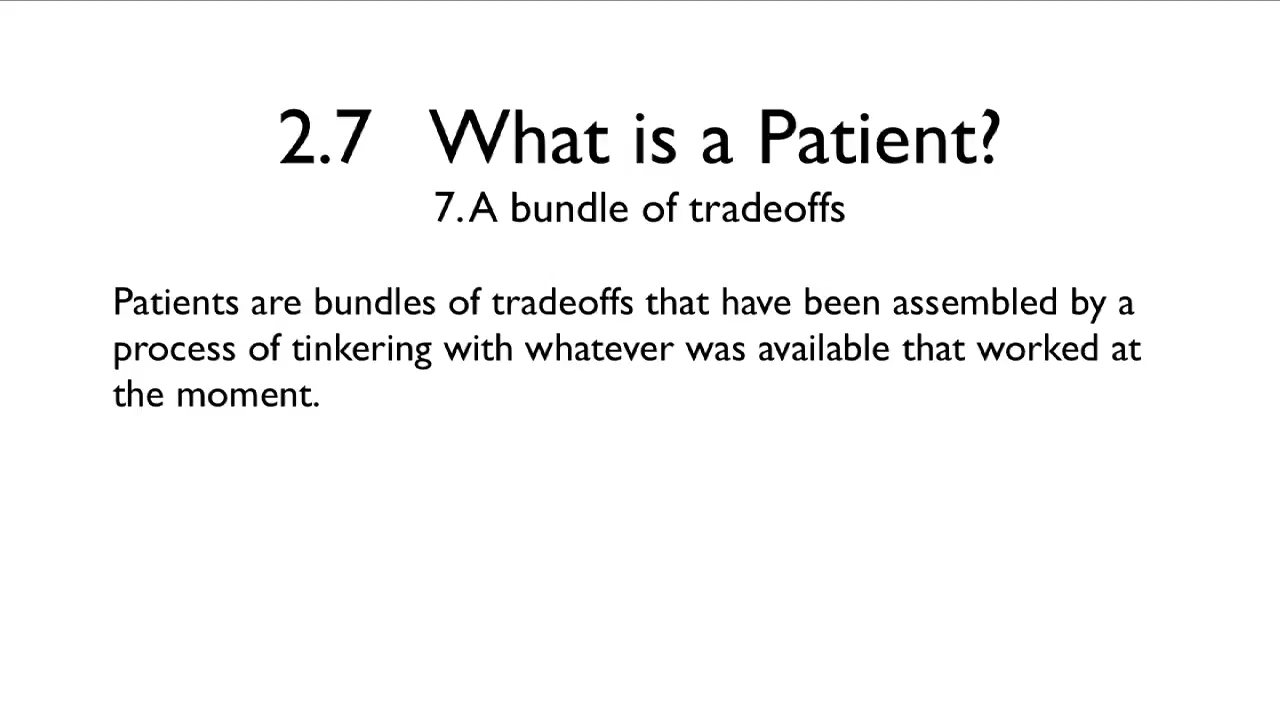 2.7 What is a Patient?
7. A bundle of tradeoffs
Patients are bundles of tradeoffs that have been assembled by a
process of tinkering with whatever was available that worked at
the moment.